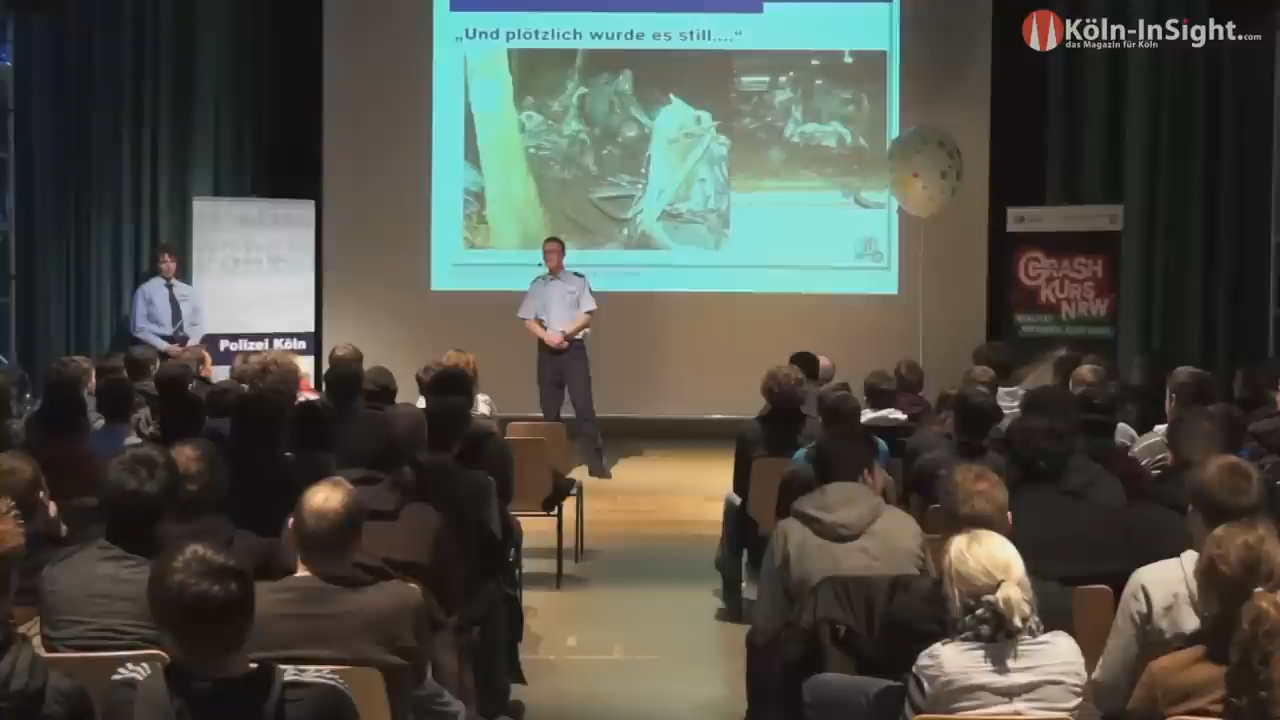 Köln-InSight.com
das Magazin für Köln
„Und plötzlich wurde es still...."
Polizei Köln
CRASH
KURS
NRW